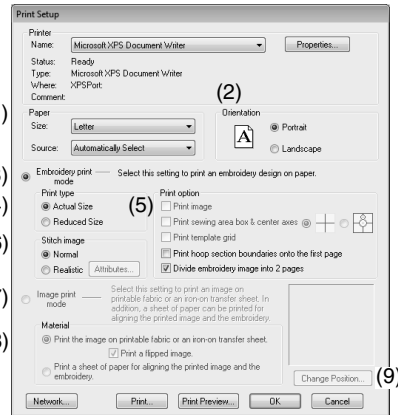 Print Setup
Printer
Name: Microsoft XPS Document Writer Properties...
Status: Ready
Type: Microsoft XPS Document Writer
Where: XPSPort:
Comment:
(2)
Paper Orientation
Size: Letter A Portrait
Source: Automatically Select Landscape
Embroidery print mode Select this setting to print an embroidery design on paper.
Print type Print option
Actual Size (5) Print image
Reduced Size Print sewing area box & center axes
Stitch image Print template grid
Normal Print hoop section boundaries onto the first page
Realistic Attributes... Divide embroidery image into 2 pages
Image print mode Select this setting to print an image on
printable fabric or an iron-on transfer sheet. In
addition, a sheet of paper can be printed for
aligning the printed image and the embroidery.
Material
Print the image on printable fabric or an iron-on transfer sheet.
Print a flipped image.
Print a sheet of paper for aligning the printed image and the
embroidery.
Change Position... (9)
Network... Print... Print Preview... OK Cancel